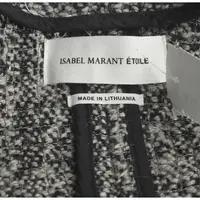 ISABEL MARANT ÉTOILE
MADE IN LITHUANIA